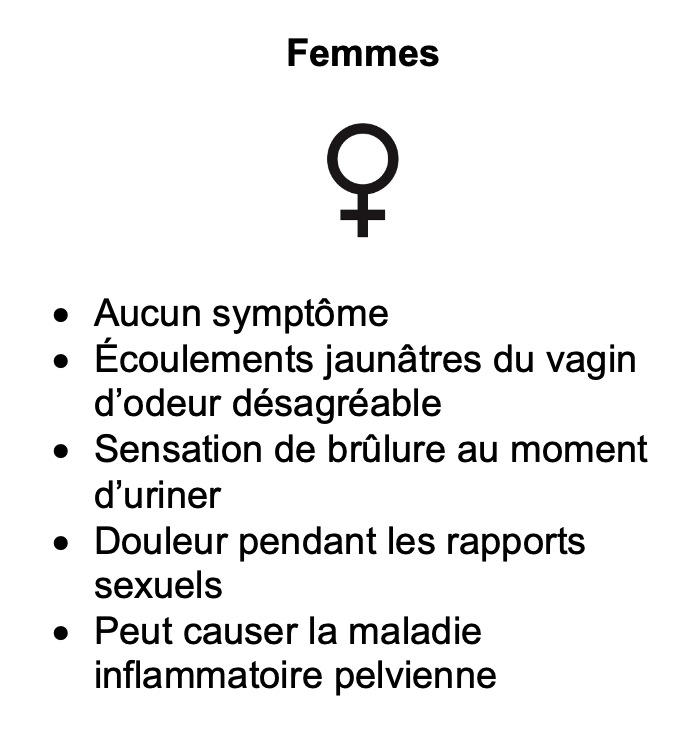 Femmes
• Aucun symptôme
• Écoulements jaunâtres du vagin
d’odeur désagréable
• Sensation de brûlure au moment
d’uriner
• Douleur pendant les rapports
sexuels
• Peut causer la maladie
inflammatoire pelvienne